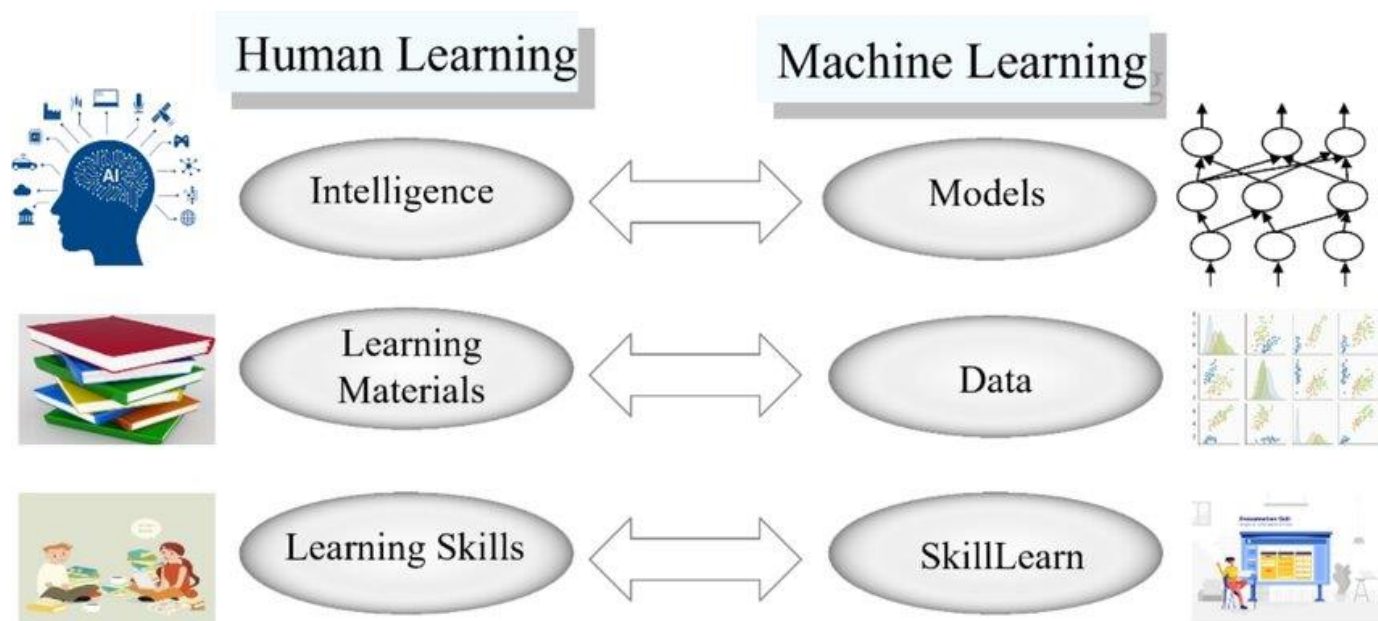 Human Learning
Machine Learning
AI
Intelligence
Models
Learning
Materials
Data
Learning Skills
SkillLearn